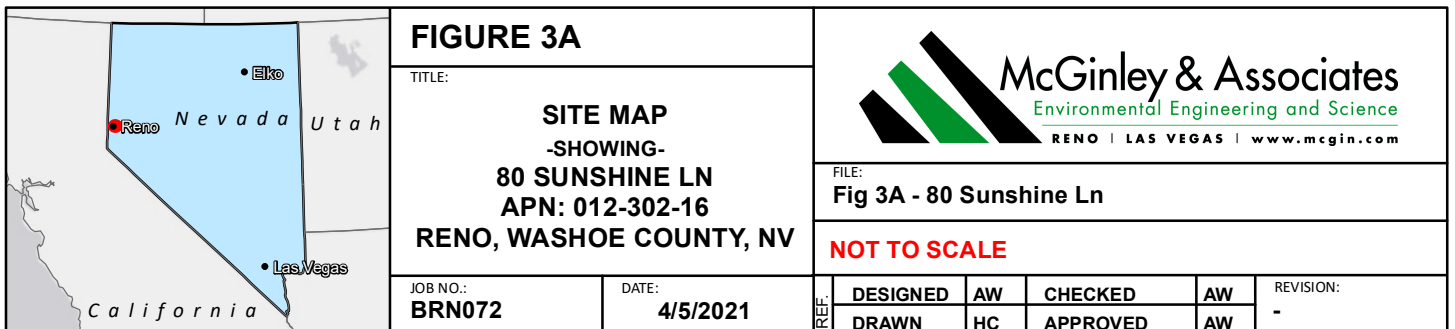 Elko
Nevada
Utah
Reno
Las Vegas
California
FIGURE 3A
TITLE:
SITE MAP
-SHOWING-
80 SUNSHINE LN
APN: 012-302-16
RENO, WASHOE COUNTY, NV
JOB NO.:
BRN072
DATE:
4/5/2021
McGinley & Associates
Environmental Engineering and Science
RENO | LAS VEGAS | www.mcgin.com
FILE:
Fig 3A - 80 Sunshine Ln
NOT TO SCALE
REF.
DESIGNED AW CHECKED AW
DRAWN HC APPROVED AW
REVISION:
-